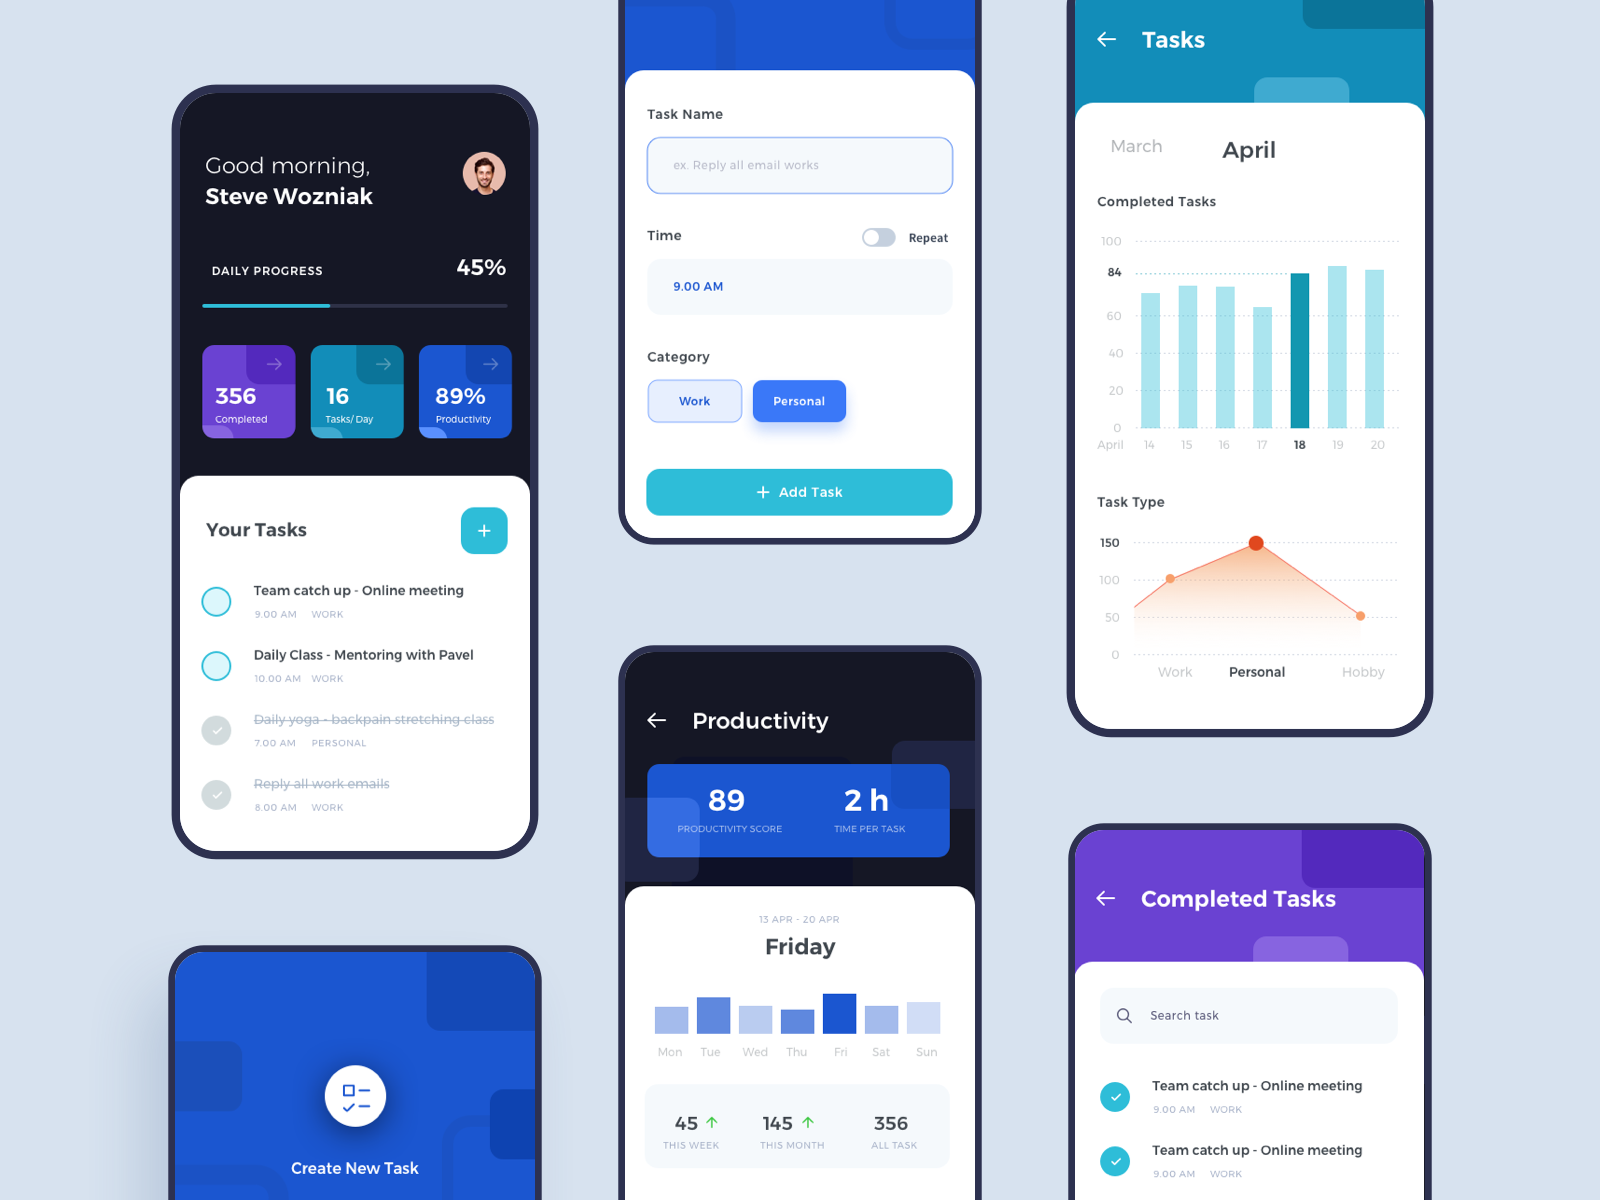 Good morning,
Steve Wozniak
DAILY PROGRESS
45%
356
Completed
16
Tasks/ Day
89%
Productivity
Your Tasks
+
Team catch up - Online meeting
9.00 AM WORK
Daily Class - Mentoring with Pavel
10.00 AM WORK
Daily yoga - backpain stretching class
7.00 AM PERSONAL
Reply all work emails
8.00 AM WORK
Create New Task
Task Name
ex. Reply all email works
Time
Repeat
9.00 AM
Category
Work
Personal
+ Add Task
Productivity
89
PRODUCTIVITY SCORE
2 h
TIME PER TASK
13 APR - 20 APR
Friday
Mon Tue Wed Thu Fri Sat Sun
45
THIS WEEK
145
THIS MONTH
356
ALL TASK
Tasks
March April
Completed Tasks
100
84
60
40
20
0
April 14 15 16 17 18 19 20
Task Type
150
100
50
0
Work Personal Hobby
Completed Tasks
Search task
Team catch up - Online meeting
9.00 AM WORK
Team catch up - Online meeting
9.00 AM WORK